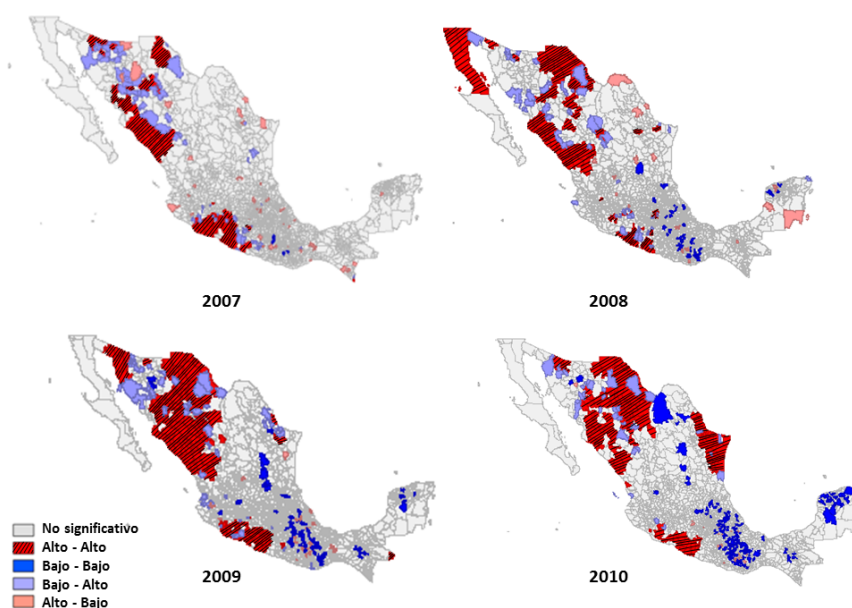 2007
2008
No significativo
Alto - Alto
Bajo - Bajo
Bajo - Alto
Alto - Bajo
2009
2010